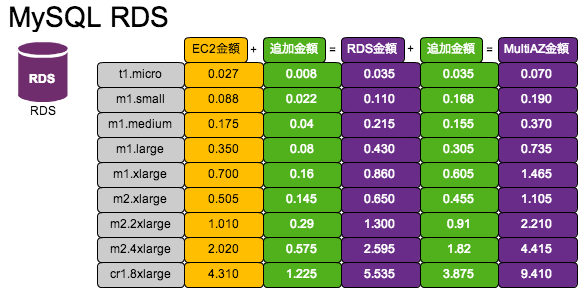 MySQL RDS
EC2金額 + 追加金額 = RDS金額 + 追加金額 = MultiAZ金額
RDS
RDS
t1.micro 0.027 0.008 0.035 0.035 0.070
m1.small 0.088 0.022 0.110 0.168 0.190
m1.medium 0.175 0.04 0.215 0.155 0.370
m1.large 0.350 0.08 0.430 0.305 0.735
m1.xlarge 0.700 0.16 0.860 0.605 1.465
m2.xlarge 0.505 0.145 0.650 0.455 1.105
m2.2xlarge 1.010 0.29 1.300 0.91 2.210
m2.4xlarge 2.020 0.575 2.595 1.82 4.415
cr1.8xlarge 4.310 1.225 5.535 3.875 9.410